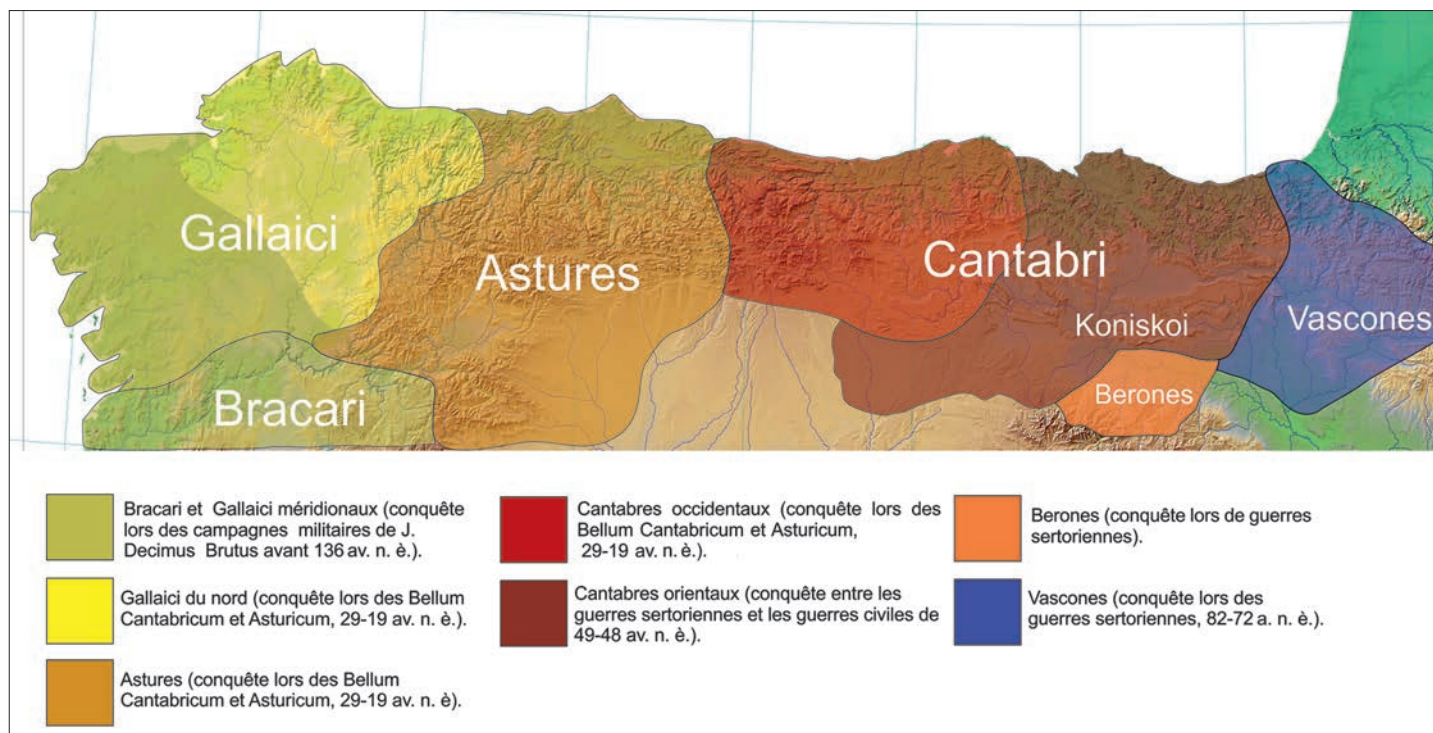 Gallaici
Astures
Cantabri
Koniskoi
Vascones
Berones
Bracari
Bracari et Gallaici méridionaux (conquête
lors des campagnes militaires de J.
Decimus Brutus avant 136 av. n. è.).
Gallaici du nord (conquête lors des Bellum
Cantabricum et Asturicum, 29-19 av. n. è.).
Astures (conquête lors des Bellum
Cantabricum et Asturicum, 29-19 av. n. è).
Cantabres occidentaux (conquête lors des
Bellum Cantabricum et Asturicum,
29-19 av. n. è.).
Cantabres orientaux (conquête entre les
guerres sertoriennes et les guerres civiles de
49-48 av. n. è.).
Berones (conquête lors de guerres
sertoriennes).
Vascones (conquête lors des
guerres sertoriennes, 82-72 a. n. è.).